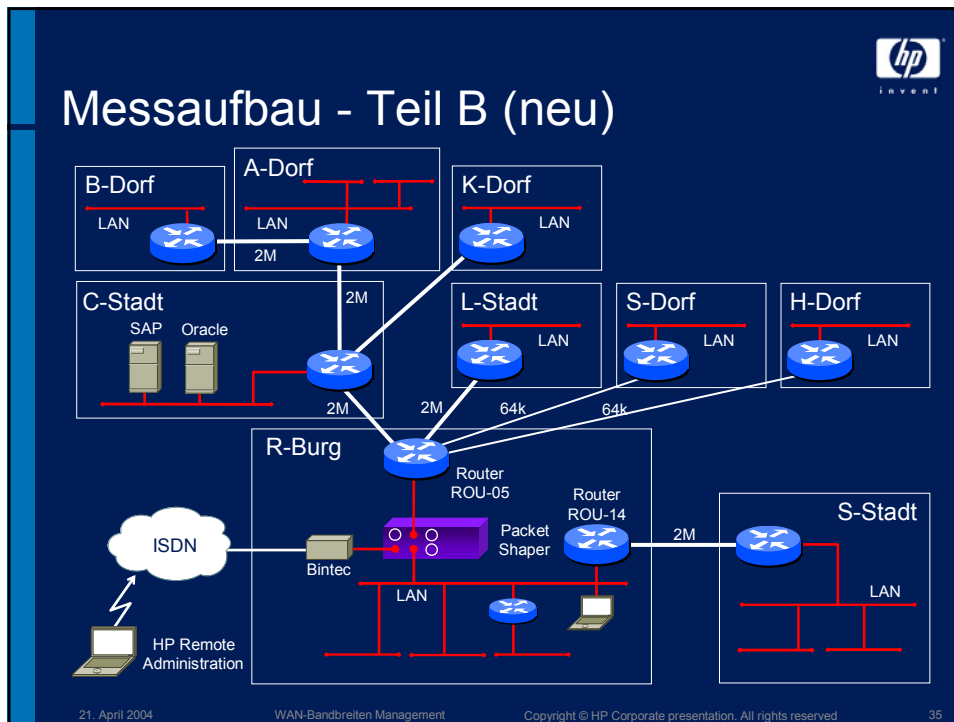 hp
invent
Messaufbau - Teil B (neu)
B-Dorf
A-Dorf
K-Dorf
LAN
LAN
LAN
2M
2M
C-Stadt
SAP
Oracle
L-Stadt
S-Dorf
H-Dorf
LAN
LAN
LAN
2M
2M
64k
64k
R-Burg
Router
ROU-05
Router
ROU-14
S-Stadt
ISDN
Bintec
Packet
Shaper
2M
LAN
LAN
HP Remote
Administration
21. April 2004
WAN-Bandbreiten Management
Copyright © HP Corporate presentation. All rights reserved
35